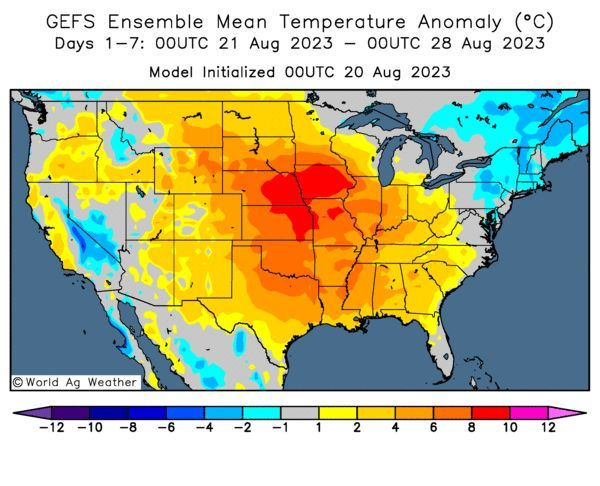 GEFS Ensemble Mean Temperature Anomaly (°C)
Days 1-7: 00UTC 21 Aug 2023 - 00UTC 28 Aug 2023
Model Initialized 00UTC 20 Aug 2023
© World Ag Weather
-12 -10 -8 -6 -4 -2 -1 1 2 4 6 8 10 12